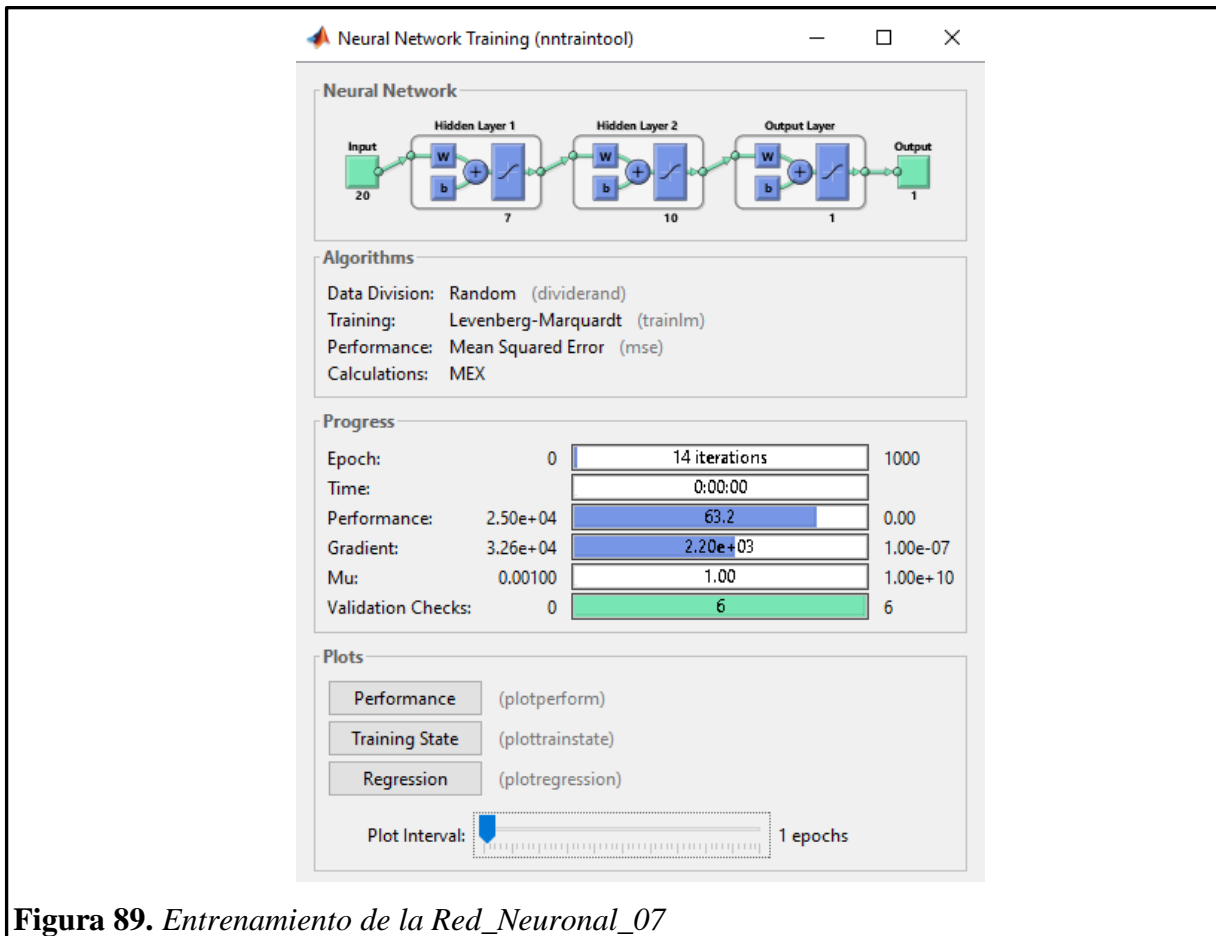 Neural Network Training (nntraintool)
Neural Network
Hidden Layer 1 Hidden Layer 2 Output Layer
Input Output
W W W
+ + +
b b b
20 7 10 1 1
Algorithms
Data Division: Random (dividerand)
Training: Levenberg-Marquardt (trainlm)
Performance: Mean Squared Error (mse)
Calculations: MEX
Progress
Epoch: 0 14 iterations 1000
Time: 0:00:00
Performance: 2.50e+04 63.2 0.00
Gradient: 3.26e+04 2.20e+03 1.00e-07
Mu: 0.00100 1.00 1.00e+10
Validation Checks: 0 6 6
Plots
Performance (plotperform)
Training State (plottrainstate)
Regression (plotregression)
Plot Interval: 1 epochs
Figura 89. Entrenamiento de la Red_Neuronal_07